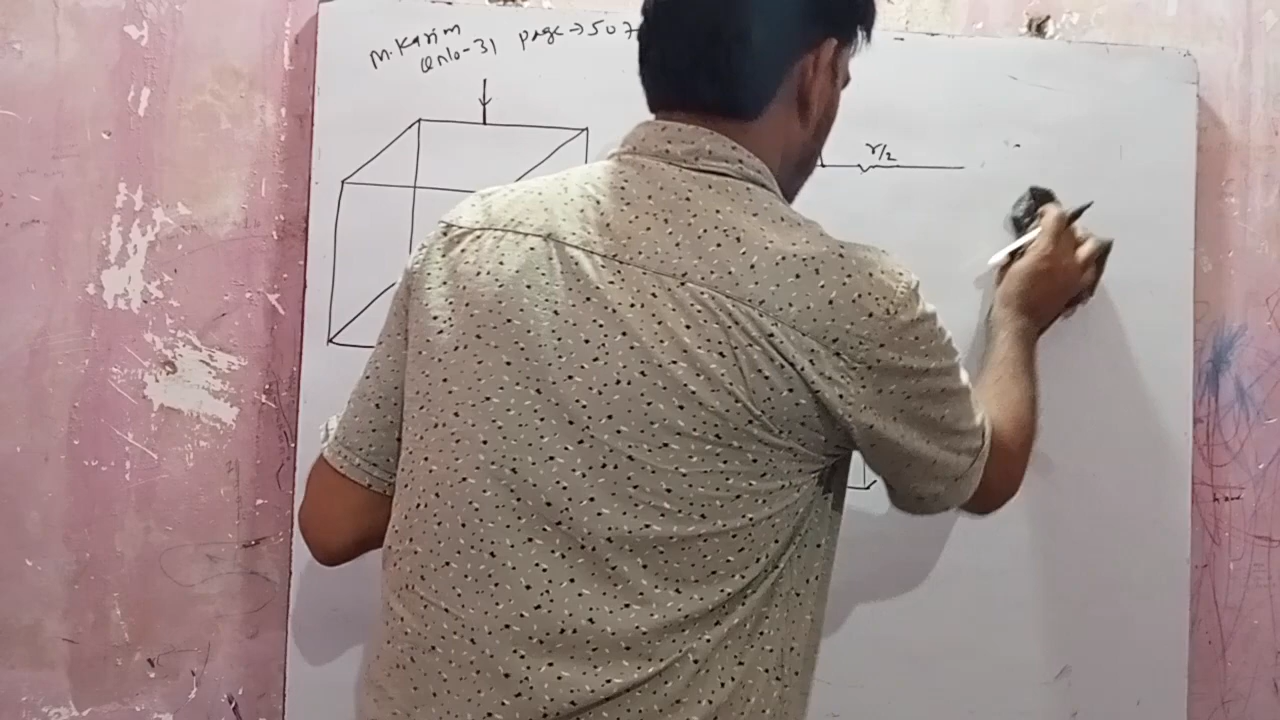 M. Karim page → 507
Qn10-31
r/2